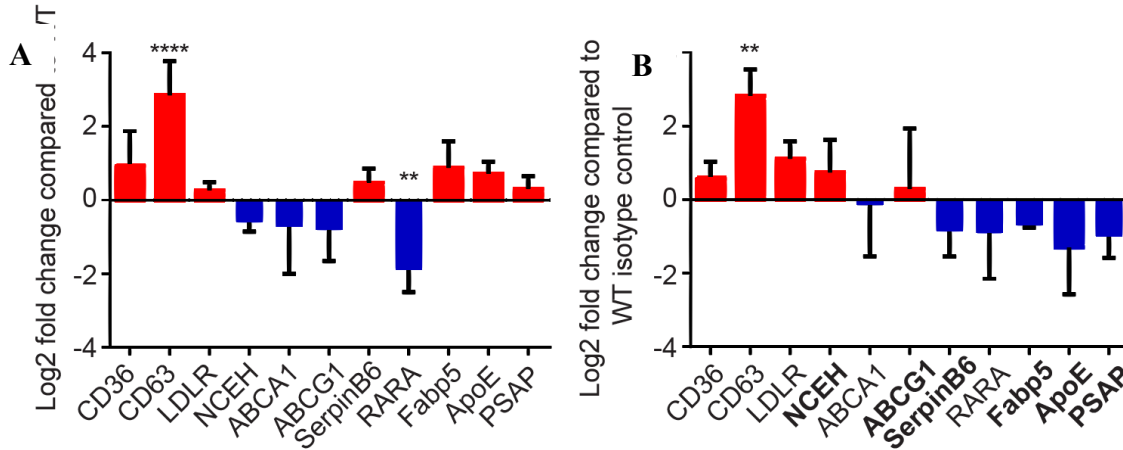 A
Log2 fold change compared
4
2
0
-2
-4
****
**
CD36
CD63
LDLR
NCEH
ABCA1
ABCG1
SerpinB6
RARA
Fabp5
ApoE
PSAP
B
Log2 fold change compared to
WT isotype control
2
0
-2
-4
**
CD36
CD63
LDLR
NCEH
ABCA1
ABCG1
SerpinB6
RARA
Fabp5
ApoE
PSAP